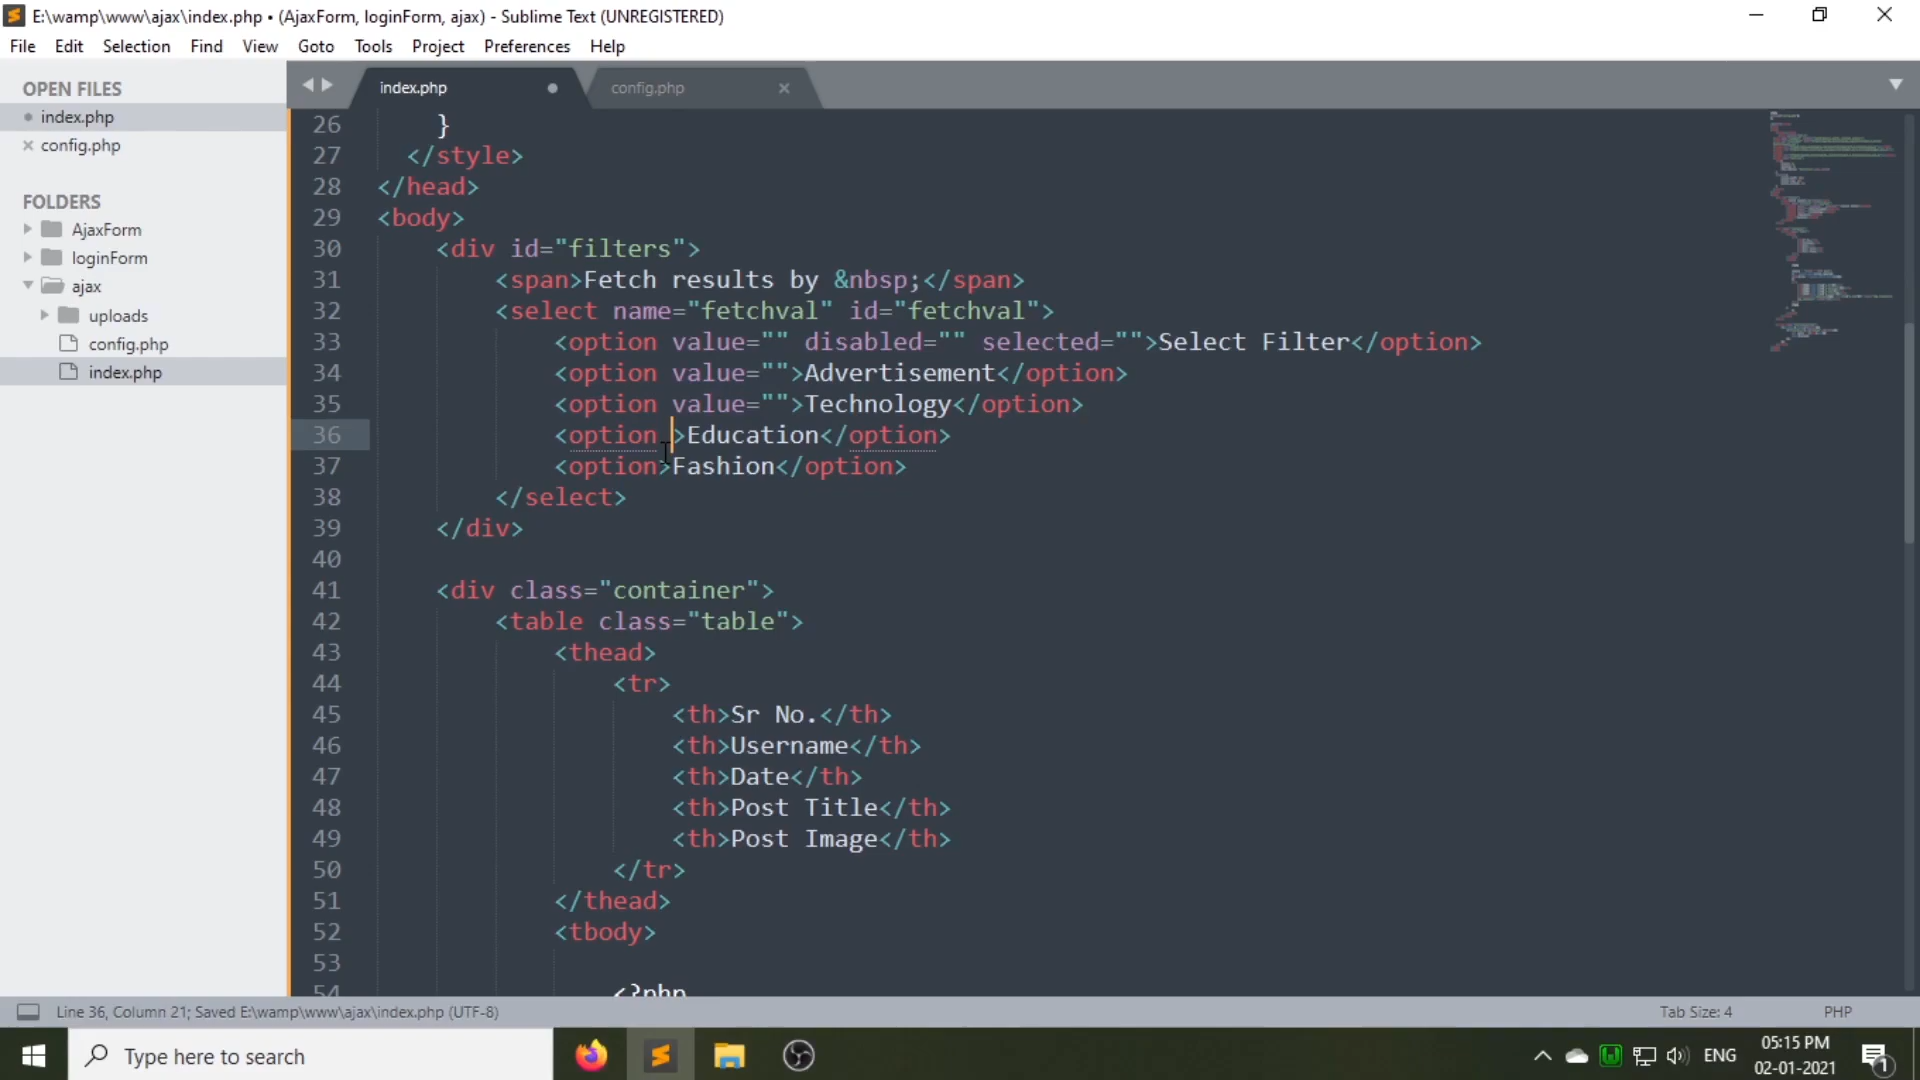 E:\wamp\www\ajax\index.php • (AjaxForm, loginForm, ajax) - Sublime Text (UNREGISTERED)
File Edit Selection Find View Goto Tools Project Preferences Help
OPEN FILES
index.php
config.php
FOLDERS
AjaxForm
loginForm
ajax
uploads
config.php
index.php
index.php
config.php
26 }
27 </style>
28 </head>
29 <body>
30 <div id="filters">
31 <span>Fetch results by &nbsp;</span>
32 <select name="fetchval" id="fetchval">
33 <option value="" disabled="" selected="">Select Filter</option>
34 <option value="">Advertisement</option>
35 <option value="">Technology</option>
36 <option >Education</option>
37 <option>Fashion</option>
38 </select>
39 </div>
40
41 <div class="container">
42 <table class="table">
43 <thead>
44 <tr>
45 <th>Sr No.</th>
46 <th>Username</th>
47 <th>Date</th>
48 <th>Post Title</th>
49 <th>Post Image</th>
50 </tr>
51 </thead>
52 <tbody>
53
54 <?php
Line 36, Column 21; Saved E:\wamp\www\ajax\index.php (UTF-8)
Tab Size: 4
PHP
Type here to search
ENG
05:15 PM
02-01-2021
1